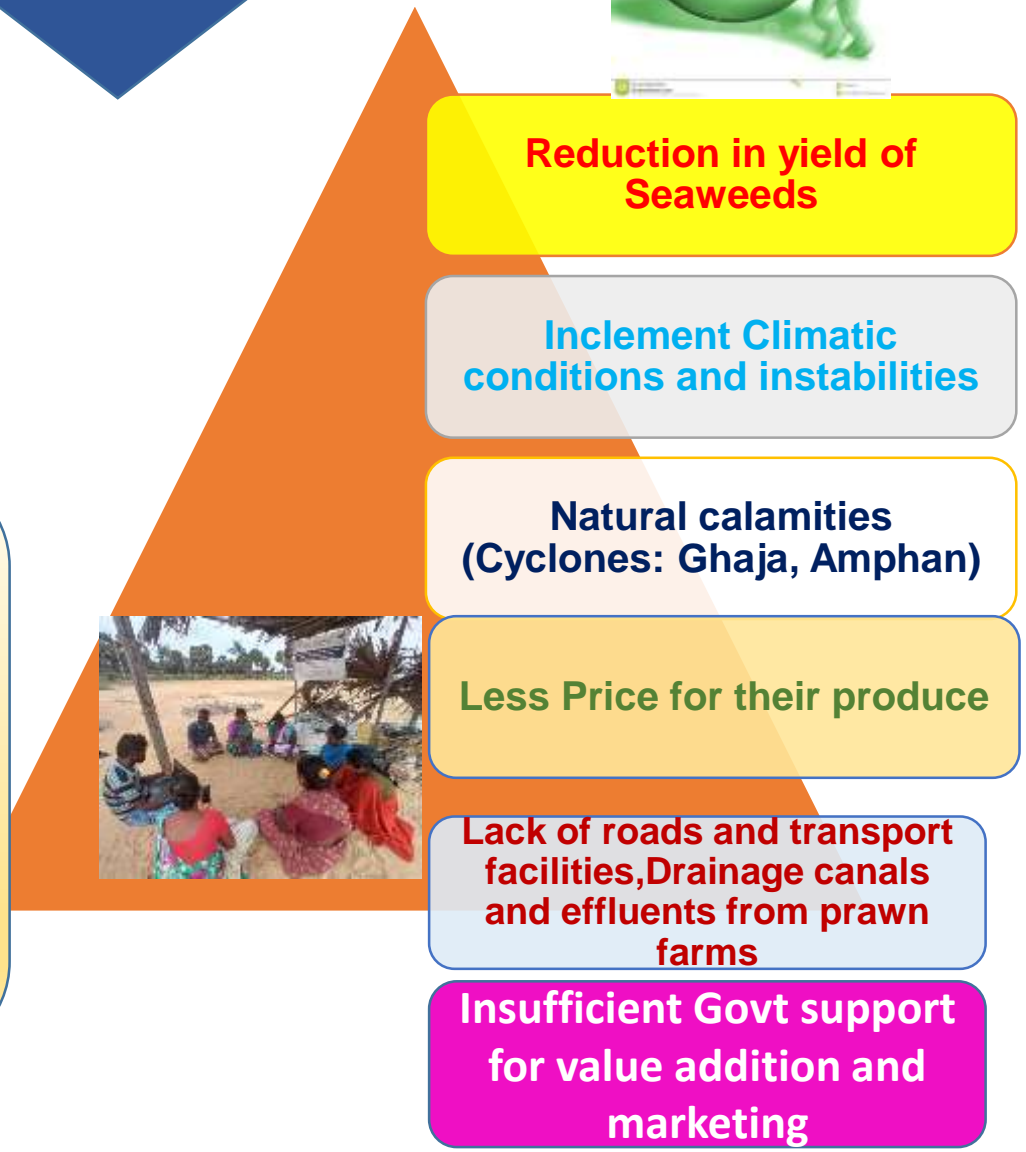 Reduction in yield of
Seaweeds
Inclement Climatic
conditions and instabilities
Natural calamities
(Cyclones: Ghaja, Amphan)
Less Price for their produce
Lack of roads and transport
facilities,Drainage canals
and effluents from prawn
farms
Insufficient Govt support
for value addition and
marketing